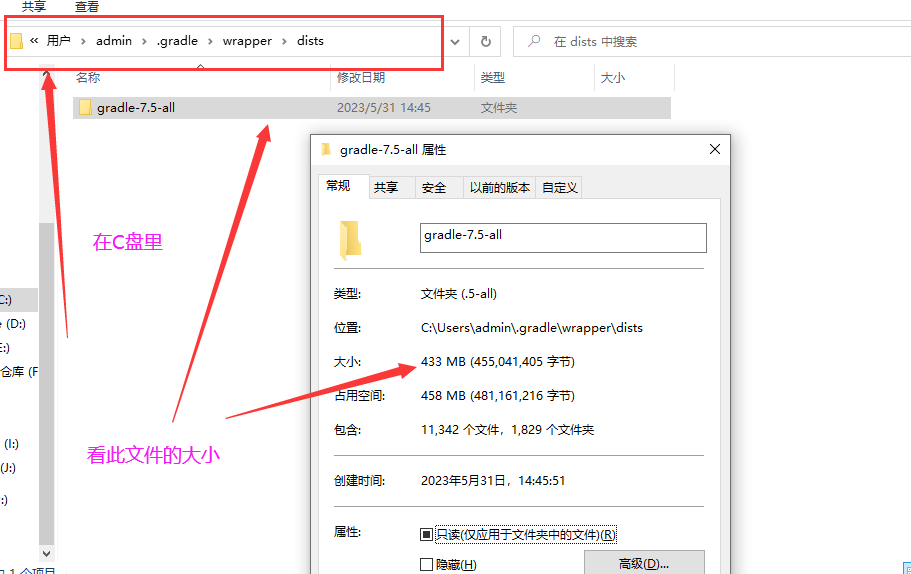 共享 查看
« 用户 › admin › .gradle › wrapper › dists
在 dists 中搜索
名称 修改日期 类型 大小
gradle-7.5-all 2023/5/31 14:45 文件夹
gradle-7.5-all 属性
常规 共享 安全 以前的版本 自定义
gradle-7.5-all
在C盘里
类型: 文件夹 (.5-all)
C:)
(D:)
位置: C:\Users\admin\.gradle\wrapper\dists
E:)
大小: 433 MB (455,041,405 字节)
仓库 (F
占用空间: 458 MB (481,161,216 字节)
包含: 11,342 个文件，1,829 个文件夹
(I:)
看此文件的大小
(J:)
创建时间: 2023年5月31日，14:45:51
:)
属性: 只读(仅应用于文件夹中的文件)(R)
隐藏(H) 高级(D)...
1 个项目